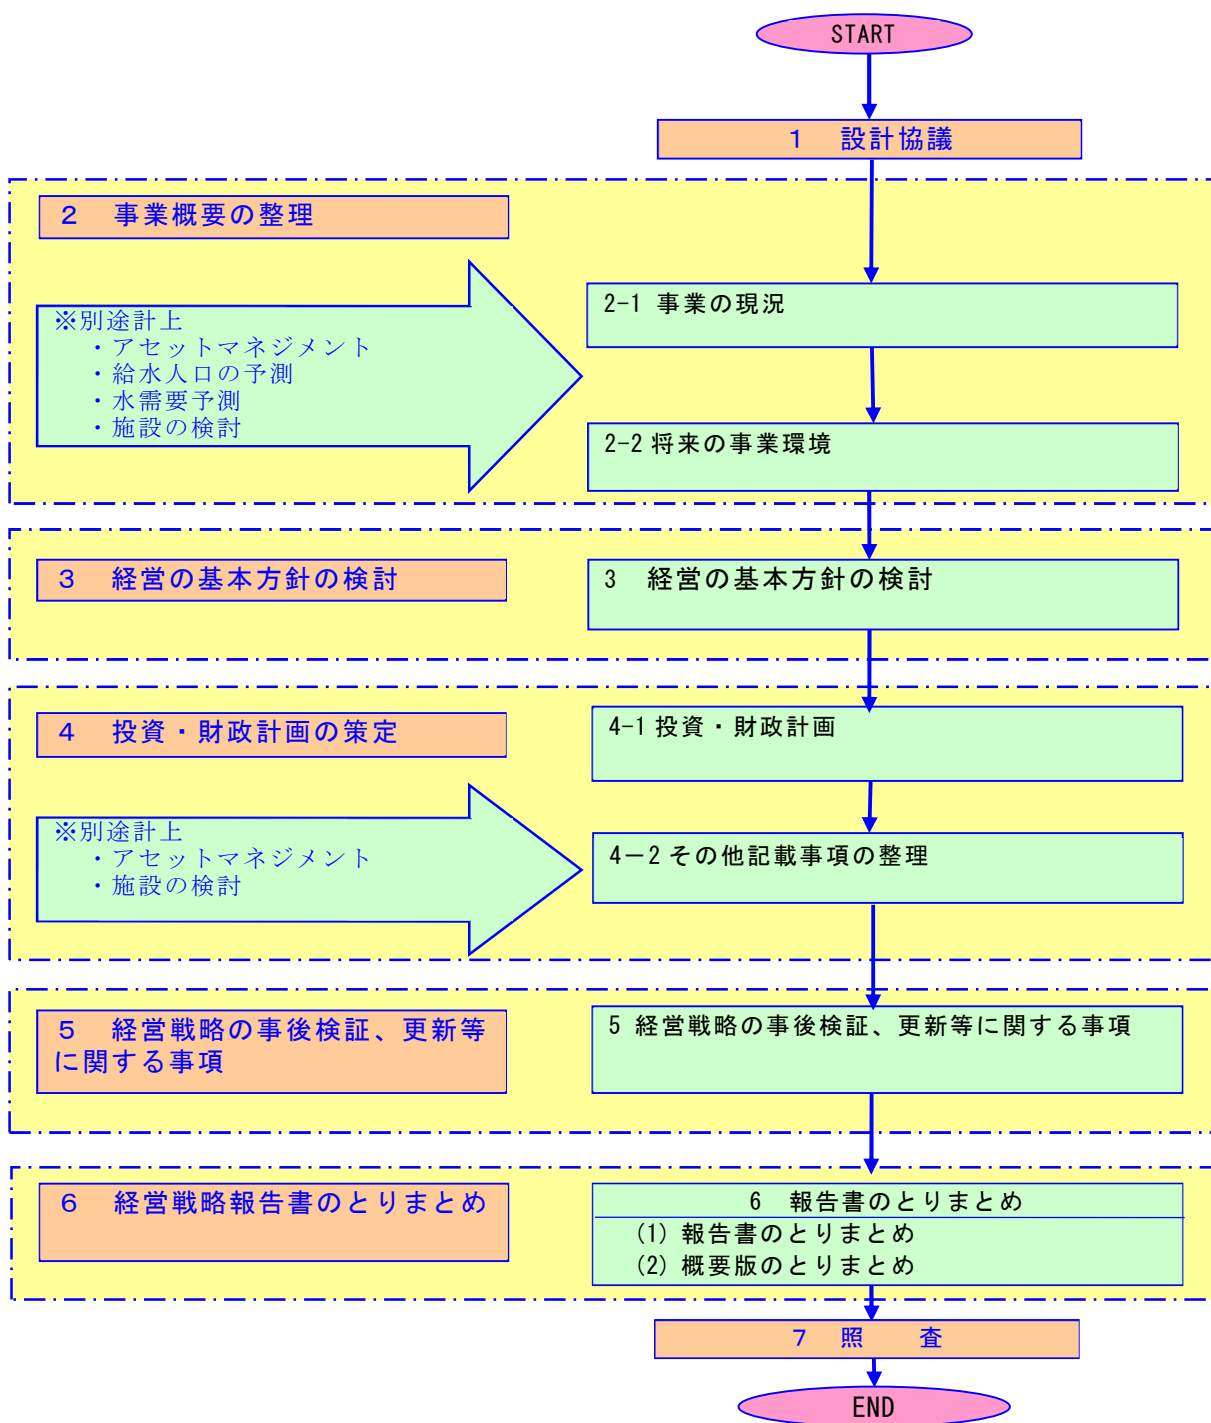 START
１　設計協議
２　事業概要の整理
※別途計上
・アセットマネジメント
・給水人口の予測
・水需要予測
・施設の検討
2-1 事業の現況
2-2 将来の事業環境
３　経営の基本方針の検討
3　経営の基本方針の検討
４　投資・財政計画の策定
※別途計上
・アセットマネジメント
・施設の検討
4-1 投資・財政計画
4－2 その他記載事項の整理
５　経営戦略の事後検証、更新等
に関する事項
5 経営戦略の事後検証、更新等に関する事項
６　経営戦略報告書のとりまとめ
6　報告書のとりまとめ
(1) 報告書のとりまとめ
(2) 概要版のとりまとめ
７　照　　査
END